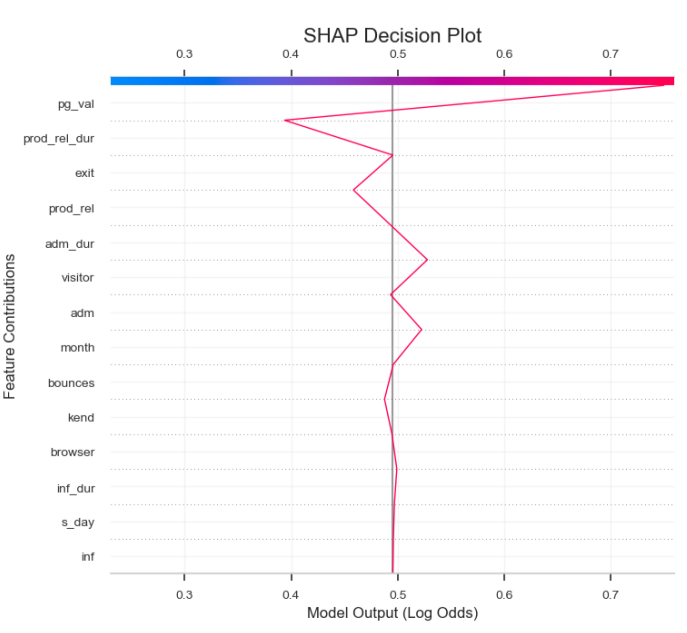 SHAP Decision Plot
0.3 0.4 0.5 0.6 0.7
pg_val
prod_rel_dur
exit
prod_rel
adm_dur
visitor
adm
month
bounces
kend
browser
inf_dur
s_day
inf
Feature Contributions
0.3 0.4 0.5 0.6 0.7
Model Output (Log Odds)